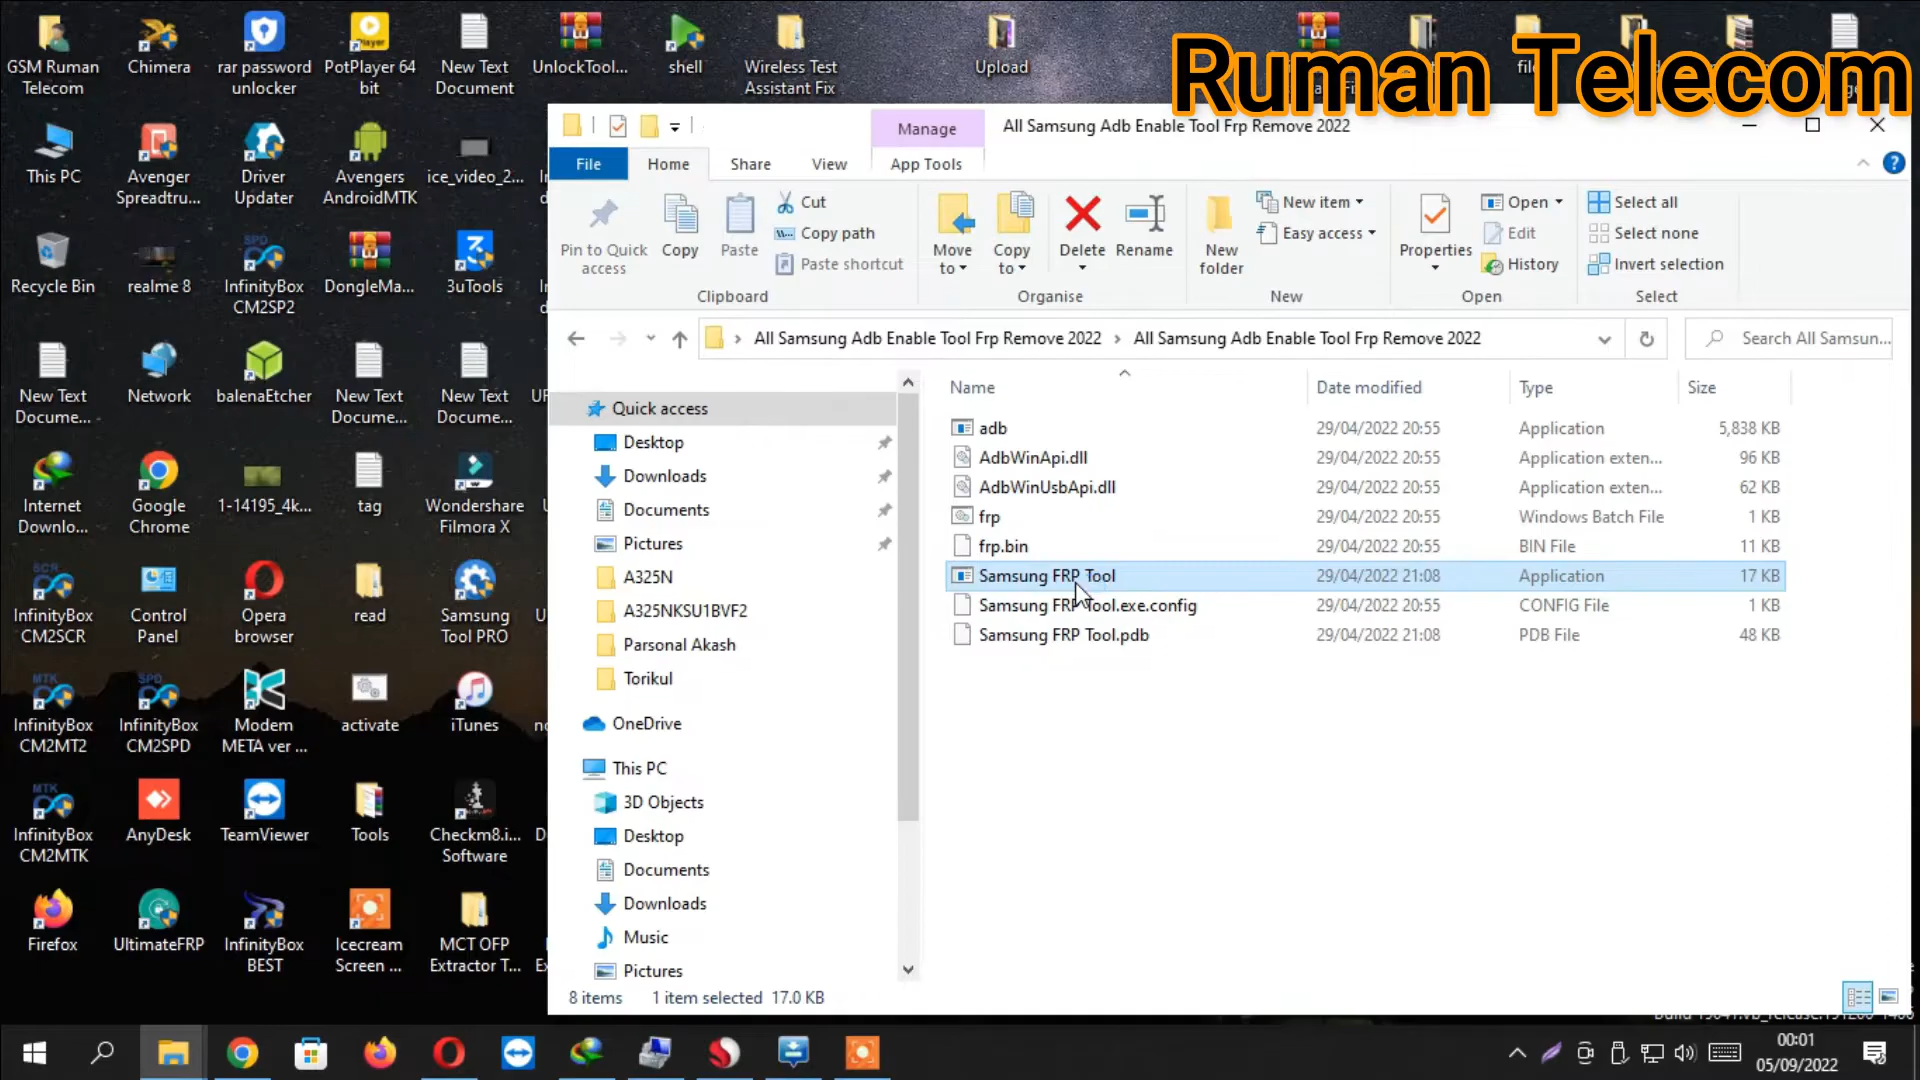 Ruman Telecom
GSM Ruman
Telecom
Chimera
rar password
unlocker
PotPlayer 64
bit
New Text
Document
UnlockTool...
shell
Wireless Test
Assistant Fix
Upload
This PC
Avenger
Spreadtru...
Driver
Updater
Avengers
AndroidMTK
ice_video_2...
Recycle Bin
realme 8
InfinityBox
CM2SP2
DongleMa...
3uTools
New Text
Docume...
Network
balenaEtcher
New Text
Docume...
New Text
Docume...
Internet
Downlo...
Google
Chrome
1-14195_4k...
tag
Wondershare
Filmora X
InfinityBox
CM2SCR
Control
Panel
Opera
browser
read
Samsung
Tool PRO
InfinityBox
CM2MT2
InfinityBox
CM2SPD
Modem
META ver ...
activate
iTunes
InfinityBox
CM2MTK
AnyDesk
TeamViewer
Tools
Checkm8.i...
Software
Firefox
UltimateFRP
InfinityBox
BEST
Icecream
Screen ...
MCT OFP
Extractor T...
Manage
All Samsung Adb Enable Tool Frp Remove 2022
File
Home
Share
View
App Tools
Pin to Quick
access
Copy
Paste
Cut
Copy path
Paste shortcut
Clipboard
Move
to
Copy
to
Delete
Rename
Organise
New
folder
New item
Easy access
New
Properties
Open
Edit
History
Open
Select all
Select none
Invert selection
Select
All Samsung Adb Enable Tool Frp Remove 2022 > All Samsung Adb Enable Tool Frp Remove 2022
Search All Samsun...
Quick access
Desktop
Downloads
Documents
Pictures
A325N
A325NKSU1BVF2
Parsonal Akash
Torikul
OneDrive
This PC
3D Objects
Desktop
Documents
Downloads
Music
Pictures
Name Date modified Type Size
adb 29/04/2022 20:55 Application 5,838 KB
AdbWinApi.dll 29/04/2022 20:55 Application exten... 96 KB
AdbWinUsbApi.dll 29/04/2022 20:55 Application exten... 62 KB
frp 29/04/2022 20:55 Windows Batch File 1 KB
frp.bin 29/04/2022 20:55 BIN File 11 KB
Samsung FRP Tool 29/04/2022 21:08 Application 17 KB
Samsung FRP Tool.exe.config 29/04/2022 20:55 CONFIG File 1 KB
Samsung FRP Tool.pdb 29/04/2022 21:08 PDB File 48 KB
8 items 1 item selected 17.0 KB
00:01
05/09/2022